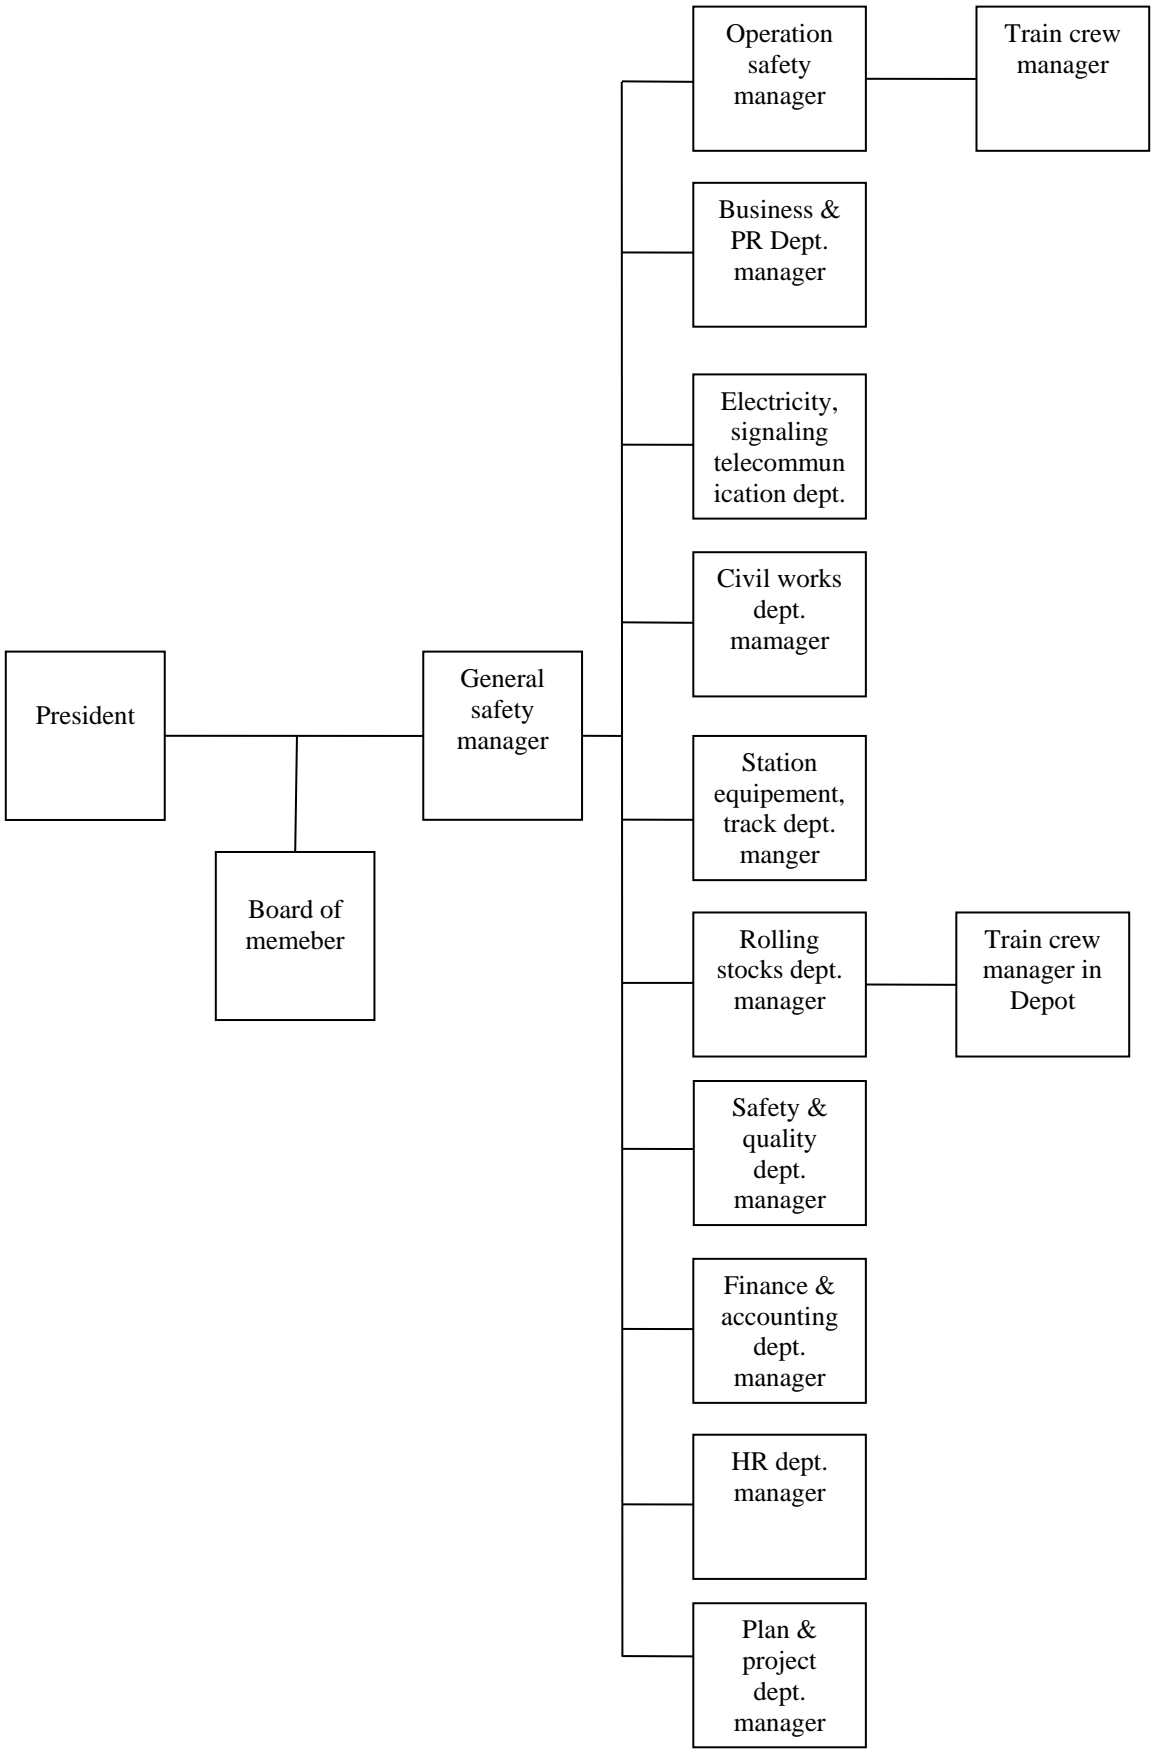 Operation
safety
manager
Train crew
manager
Business &
PR Dept.
manager
Electricity,
signaling
telecommun
ication dept.
Civil works
dept.
mamager
President
General
safety
manager
Board of
memeber
Station
equipement,
track dept.
manger
Rolling
stocks dept.
manager
Train crew
manager in
Depot
Safety &
quality
dept.
manager
Finance &
accounting
dept.
manager
HR dept.
manager
Plan &
project
dept.
manager